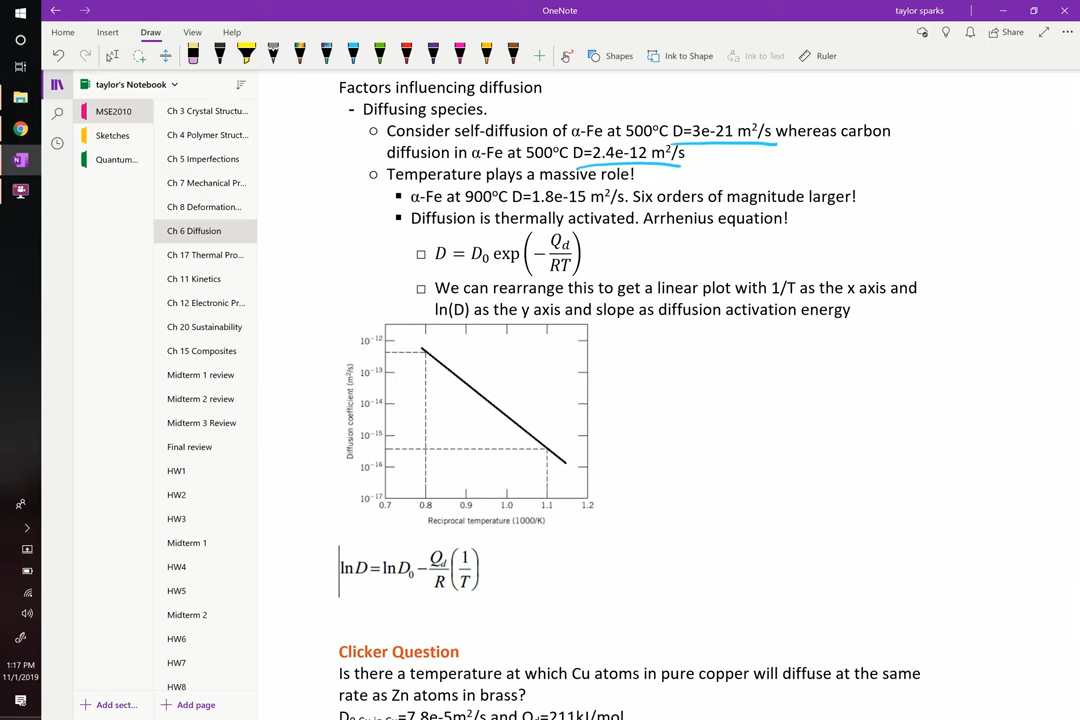 OneNote
taylor sparks
Home Insert Draw View Help
Share
Shapes Ink to Shape Ink to Text Ruler
taylor's Notebook
MSE2010
Sketches
Quantum...
Ch 3 Crystal Structu...
Ch 4 Polymer Struct...
Ch 5 Imperfections
Ch 7 Mechanical Pr...
Ch 8 Deformation...
Ch 6 Diffusion
Ch 17 Thermal Pro...
Ch 11 Kinetics
Ch 12 Electronic Pr...
Ch 20 Sustainability
Ch 15 Composites
Midterm 1 review
Midterm 2 review
Midterm 3 Review
Final review
HW1
HW2
HW3
Midterm 1
HW4
HW5
Midterm 2
HW6
HW7
HW8
Add sect... Add page
Factors influencing diffusion
- Diffusing species.
○ Consider self-diffusion of α-Fe at 500°C D=3e-21 m²/s whereas carbon
diffusion in α-Fe at 500°C D=2.4e-12 m²/s
○ Temperature plays a massive role!
▪ α-Fe at 900°C D=1.8e-15 m²/s. Six orders of magnitude larger!
▪ Diffusion is thermally activated. Arrhenius equation!
□ D = D₀ exp(−Q_d/RT)
□ We can rearrange this to get a linear plot with 1/T as the x axis and
ln(D) as the y axis and slope as diffusion activation energy
Diffusion coefficient (m²/s)
10⁻¹²
10⁻¹³
10⁻¹⁴
10⁻¹⁵
10⁻¹⁶
10⁻¹⁷
0.7 0.8 0.9 1.0 1.1 1.2
Reciprocal temperature (1000/K)
ln D = ln D₀ − Q_d/R (1/T)
Clicker Question
Is there a temperature at which Cu atoms in pure copper will diffuse at the same
rate as Zn atoms in brass?
D₀ Cu in Cu=7.8e-5m²/s and Q_d=211kJ/mol
1:17 PM
11/1/2019